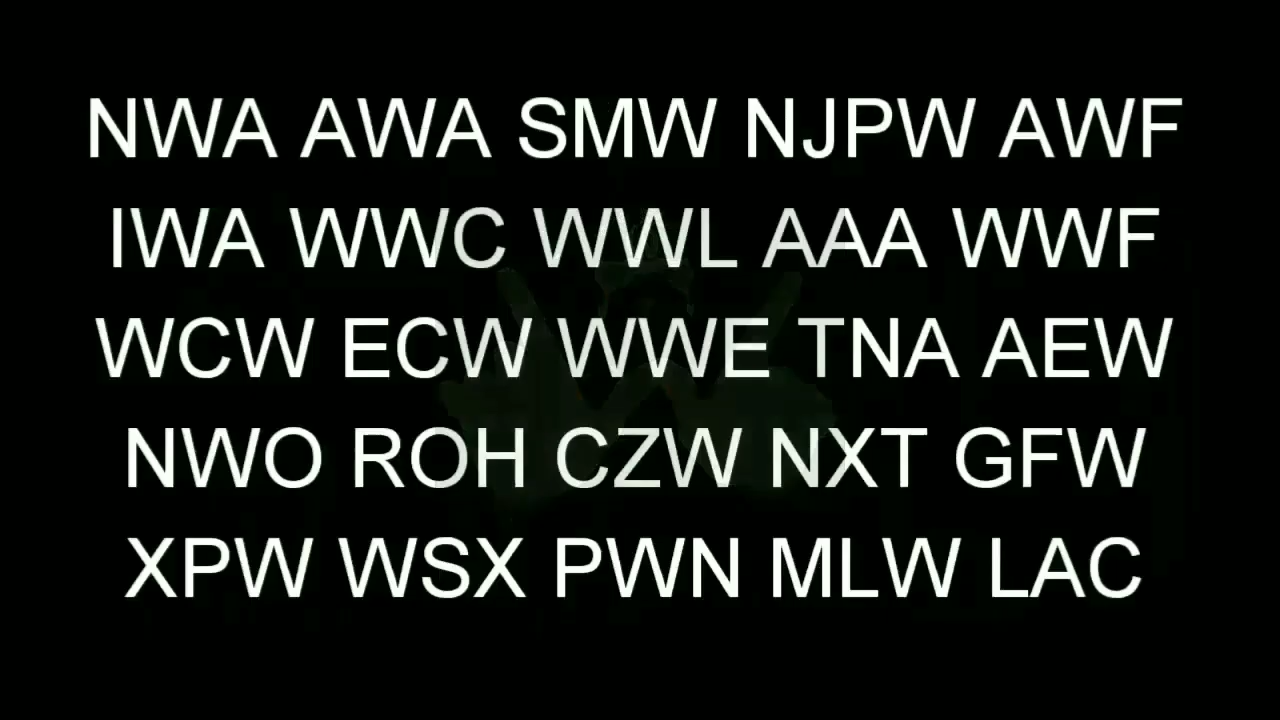 NWA AWA SMW NJPW AWF
IWA WWC WWL AAA WWF
WCW ECW WWE TNA AEW
NWO ROH CZW NXT GFW
XPW WSX PWN MLW LAC